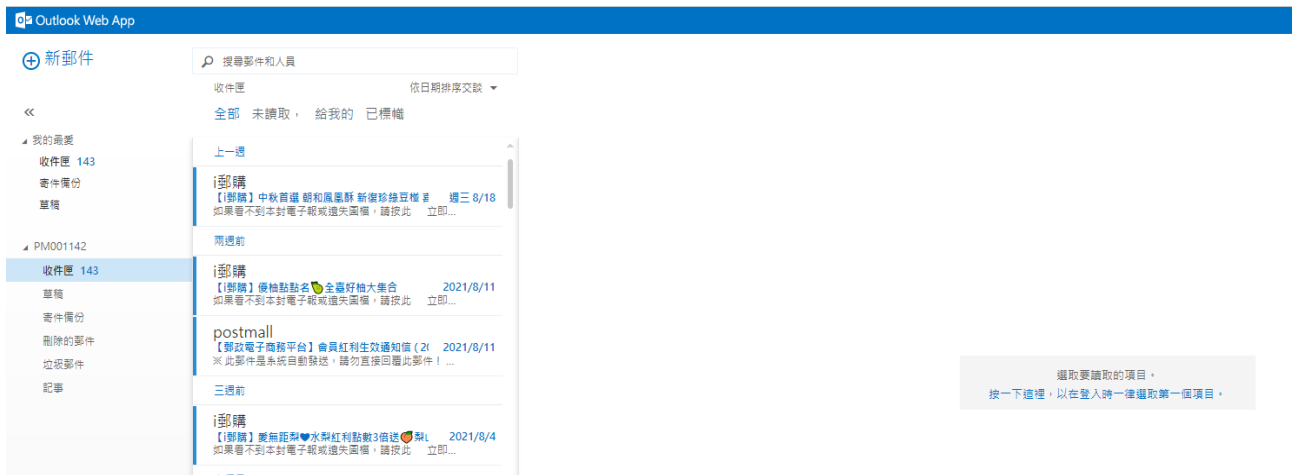 Outlook Web App
新郵件
搜尋郵件和人員
收件匣 依日期排序交談
全部 未讀取, 給我的 已標幟
我的最愛
收件匣 143
寄件備份
草稿
PM001142
收件匣 143
草稿
寄件備份
刪除的郵件
垃圾郵件
記事
上一週
i郵購
【i郵購】中秋首選 朝和鳳凰酥 新復珍綠豆椪 週三 8/18
如果看不到本封電子報或遺失圖檔,請按此 立即...
兩週前
i郵購
【i郵購】優柚點點名🍐全臺好柚大集合 2021/8/11
如果看不到本封電子報或遺失圖檔,請按此 立即...
postmall
【郵政電子商務平台】會員紅利生效通知信 ( 2021/8/11
※ 此郵件是系統自動發送,請勿直接回覆此郵件! ...
三週前
i郵購
【i郵購】愛無距梨♥水梨紅利點數3倍送🍑梨 2021/8/4
如果看不到本封電子報或遺失圖檔,請按此 立即...
選取要讀取的項目。
按一下這裡,以在登入時一律選取第一個項目。